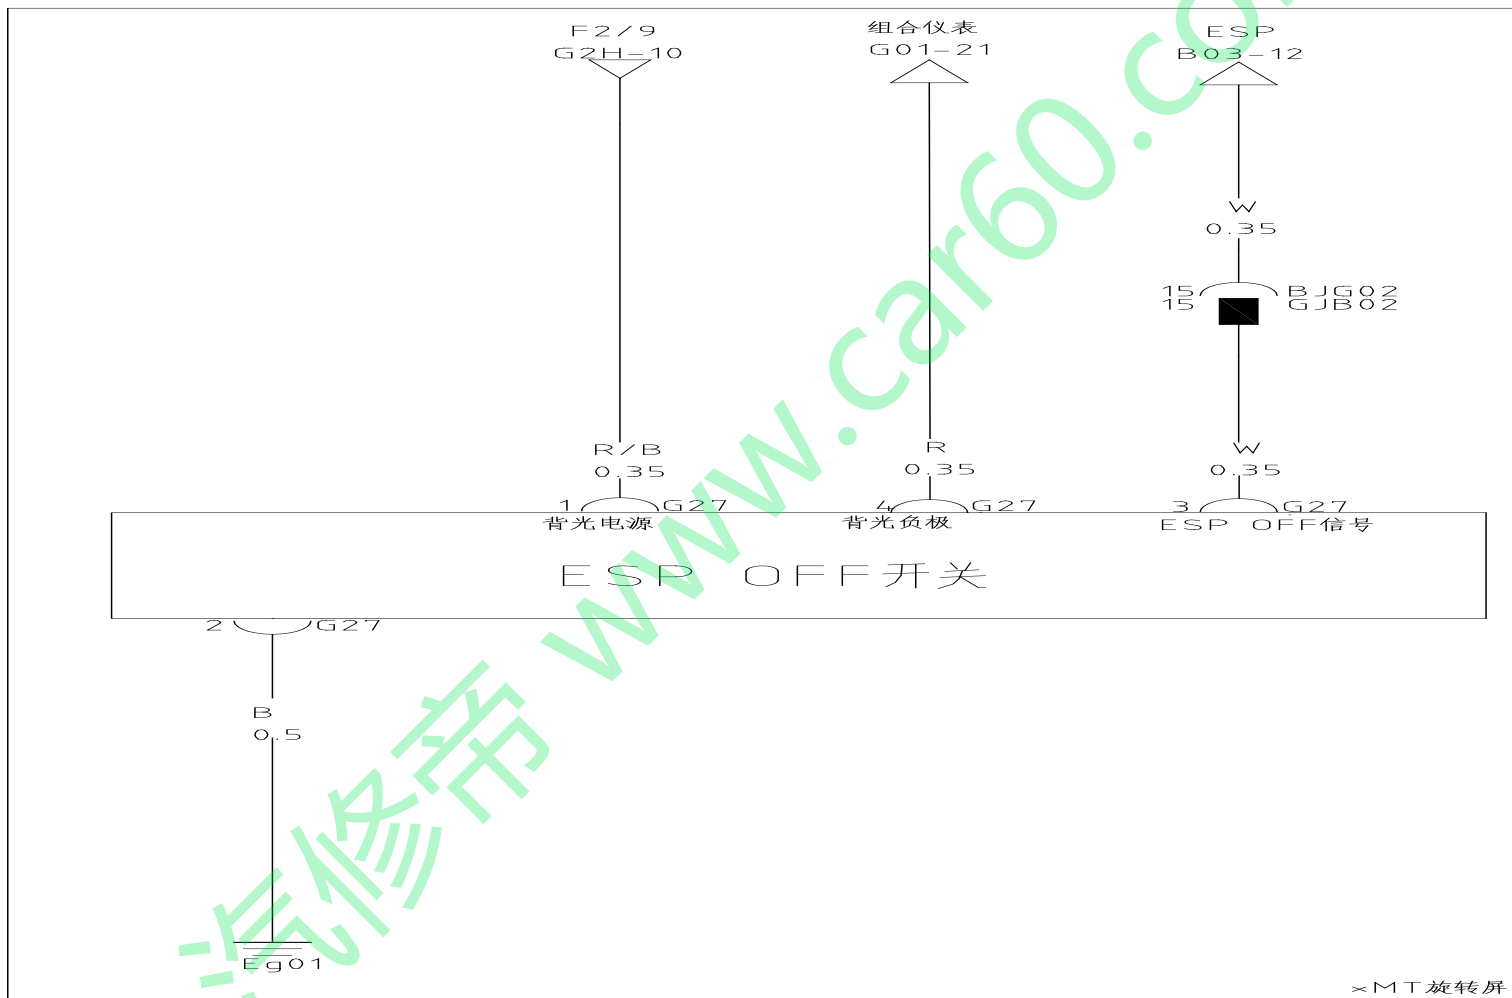 F2/9
G2H-10
组合仪表
G01-21
ESP
B03-12
W
0.35
15 BJG02
15 GJB02
R/B
0.35
R
0.35
W
0.35
1 G27
4 G27
3 G27
背光电源
背光负极
ESP OFF信号
ESP OFF开关
2 G27
B
0.5
Eg01
×MT旋转屏
汽修帝 www.car60.co